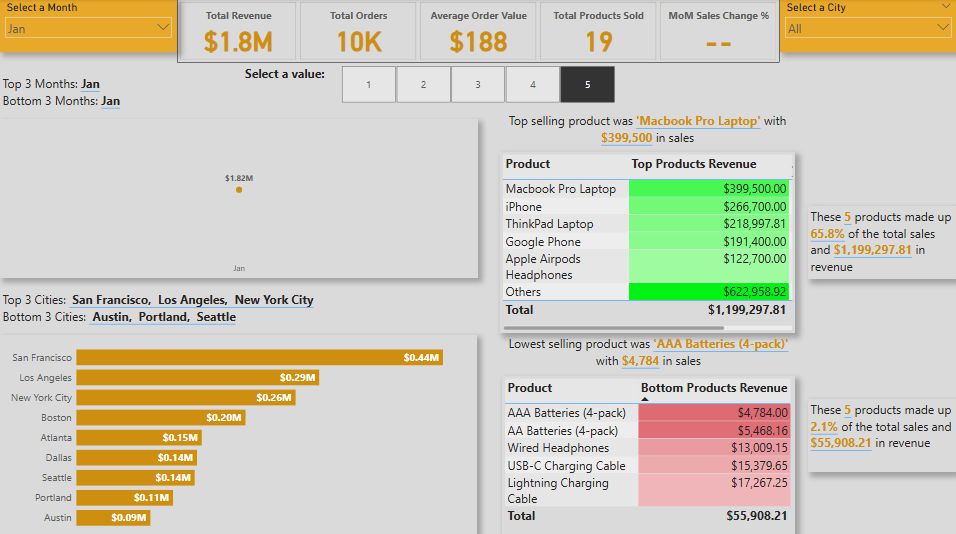 Select a Month
Jan
Total Revenue
$1.8M
Total Orders
10K
Average Order Value
$188
Total Products Sold
19
MoM Sales Change %
--
Select a City
All
Select a value:
1
2
3
4
5
Top 3 Months: Jan
Bottom 3 Months: Jan
$1.82M
Jan
Top 3 Cities: San Francisco, Los Angeles, New York City
Bottom 3 Cities: Austin, Portland, Seattle
San Francisco $0.44M
Los Angeles $0.29M
New York City $0.26M
Boston $0.20M
Atlanta $0.15M
Dallas $0.14M
Seattle $0.14M
Portland $0.11M
Austin $0.09M
Top selling product was 'Macbook Pro Laptop' with
$399,500 in sales
Product Top Products Revenue
Macbook Pro Laptop $399,500.00
iPhone $266,700.00
ThinkPad Laptop $218,997.81
Google Phone $191,400.00
Apple Airpods $122,700.00
Headphones
Others $622,958.92
Total $1,199,297.81
These 5 products made up
65.8% of the total sales
and $1,199,297.81 in
revenue
Lowest selling product was 'AAA Batteries (4-pack)'
with $4,784 in sales
Product Bottom Products Revenue
AAA Batteries (4-pack) $4,784.00
AA Batteries (4-pack) $5,468.16
Wired Headphones $13,009.15
USB-C Charging Cable $15,379.65
Lightning Charging $17,267.25
Cable
Total $55,908.21
These 5 products made up
2.1% of the total sales and
$55,908.21 in revenue